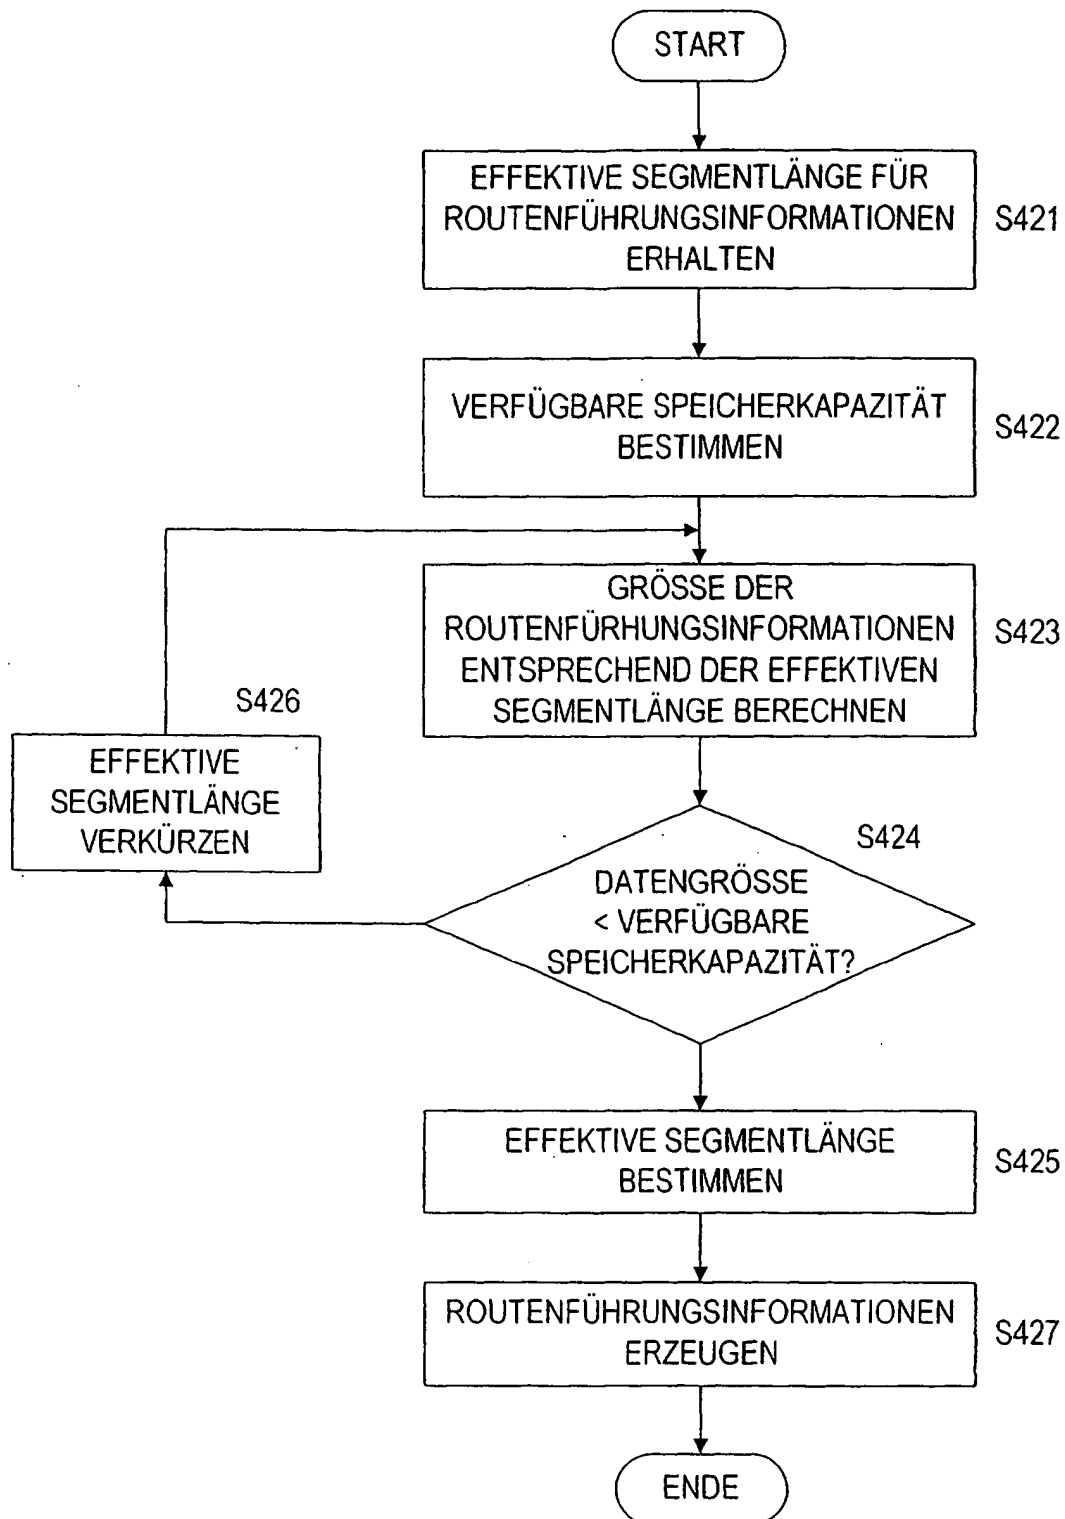 START
EFFEKTIVE SEGMENTLÄNGE FÜR
ROUTENFÜHRUNGSINFORMATIONEN
ERHALTEN
S421
VERFÜGBARE SPEICHERKAPAZITÄT
BESTIMMEN
S422
GRÖSSE DER
ROUTENFÜRHUNGSINFORMATIONEN
ENTSPRECHEND DER EFFEKTIVEN
SEGMENTLÄNGE BERECHNEN
S423
S426
EFFEKTIVE
SEGMENTLÄNGE
VERKÜRZEN
S424
DATENGRÖSSE
< VERFÜGBARE
SPEICHERKAPAZITÄT?
EFFEKTIVE SEGMENTLÄNGE
BESTIMMEN
S425
ROUTENFÜHRUNGSINFORMATIONEN
ERZEUGEN
S427
ENDE